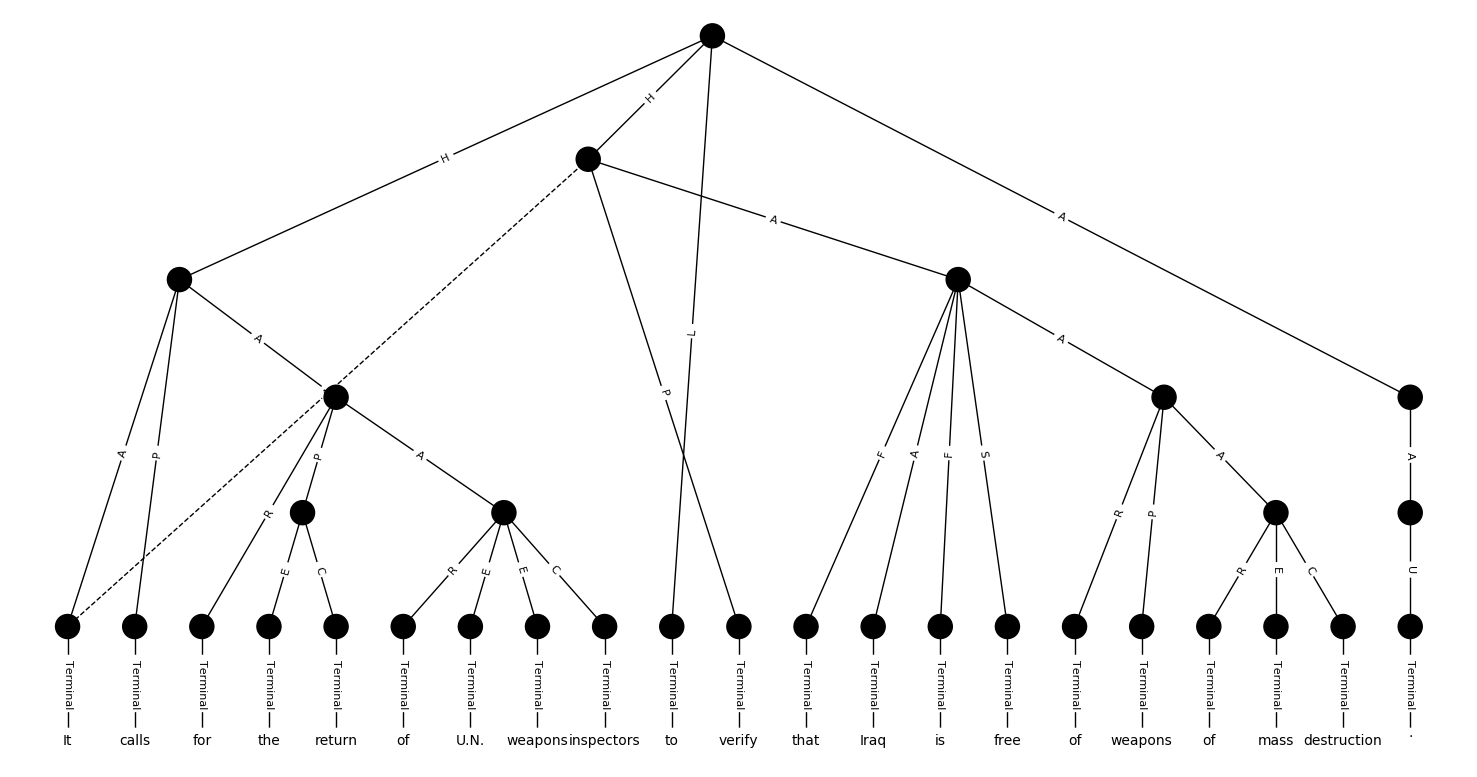 H
H
H
A
A
L
A
A
P
A
P
F
A
F
S
A
P
A
A
R
R
P
U
E
C
R
E
E
C
R
E
C
Terminal Terminal Terminal Terminal Terminal Terminal Terminal Terminal Terminal Terminal Terminal Terminal Terminal Terminal Terminal Terminal Terminal Terminal Terminal Terminal Terminal
It calls for the return of U.N. weapons inspectors to verify that Iraq is free of weapons of mass destruction .